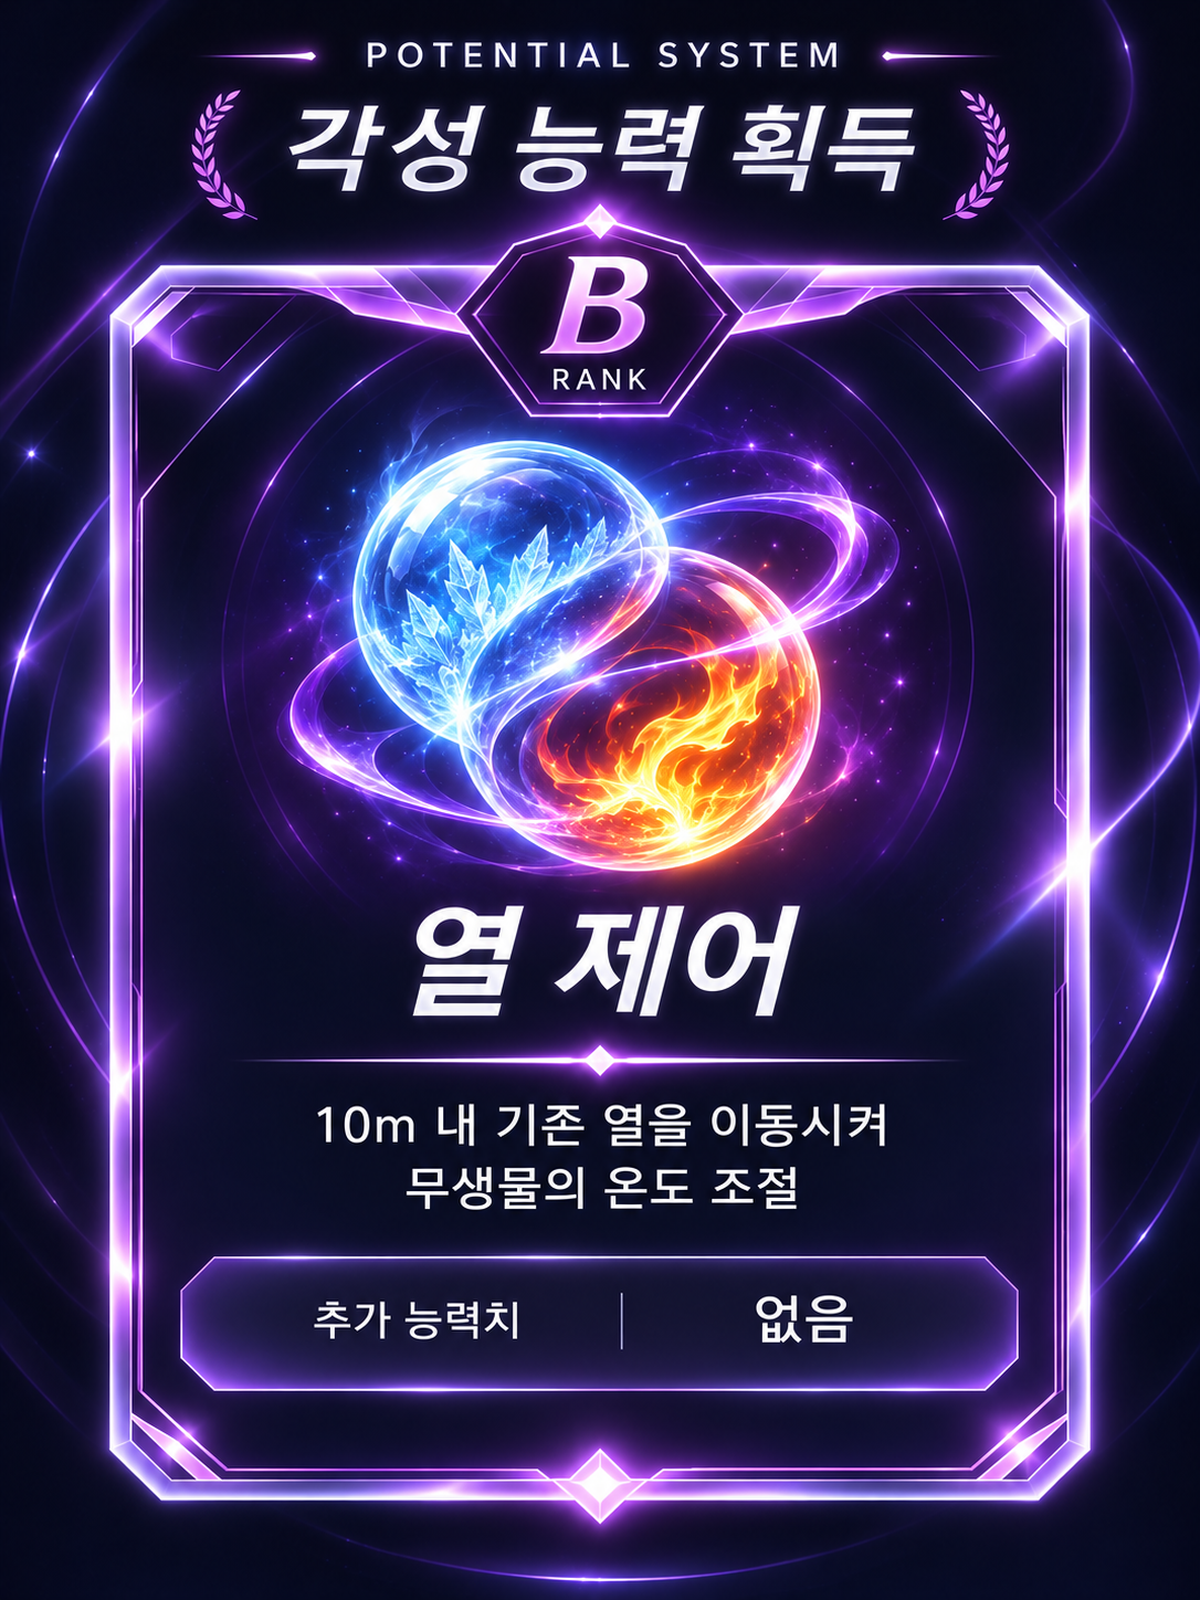 POTENTIAL SYSTEM
각성 능력 획득
B
RANK
열 제어
10m 내 기존 열을 이동시켜
무생물의 온도 조절
추가 능력치 없음